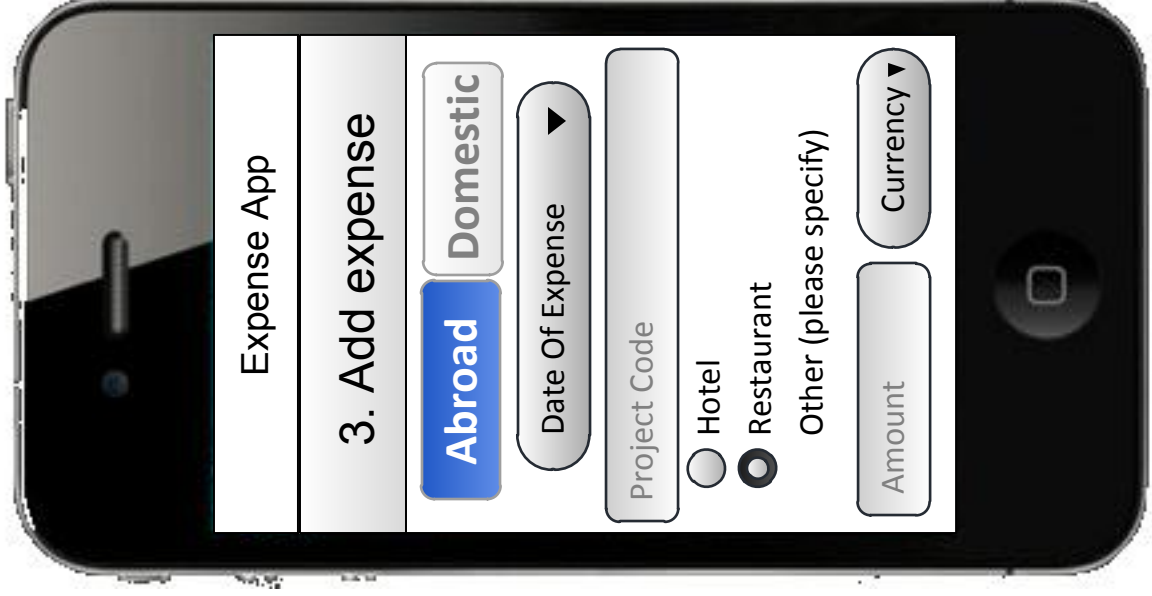 Expense App
3. Add expense
Abroad Domestic
Date Of Expense
Project Code
Hotel
Restaurant
Other (please specify)
Amount Currency